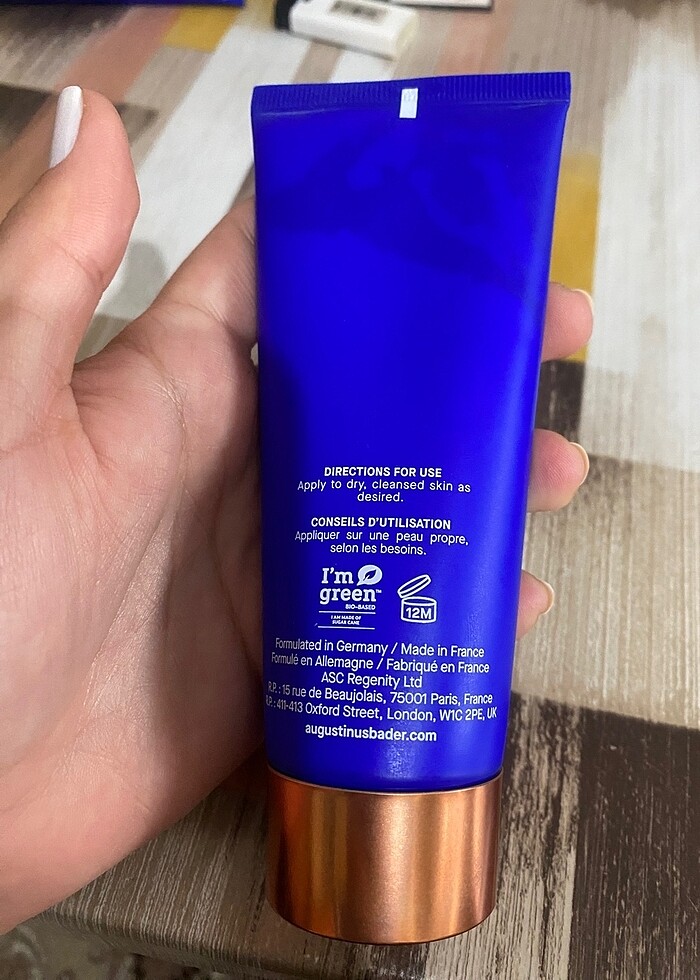 DIRECTIONS FOR USE
Apply to dry, cleansed skin as
desired.
CONSEILS D'UTILISATION
Appliquer sur une peau propre,
selon les besoins.
I'm
green™
BIO-BASED
I AM MADE OF
SUGAR CANE
12M
Formulated in Germany / Made in France
Formulé en Allemagne / Fabriqué en France
ASC Regenity Ltd
R.P.: 15 rue de Beaujolais, 75001 Paris, France
R.P.: 411-413 Oxford Street, London, W1C 2PE, UK
augustinusbader.com